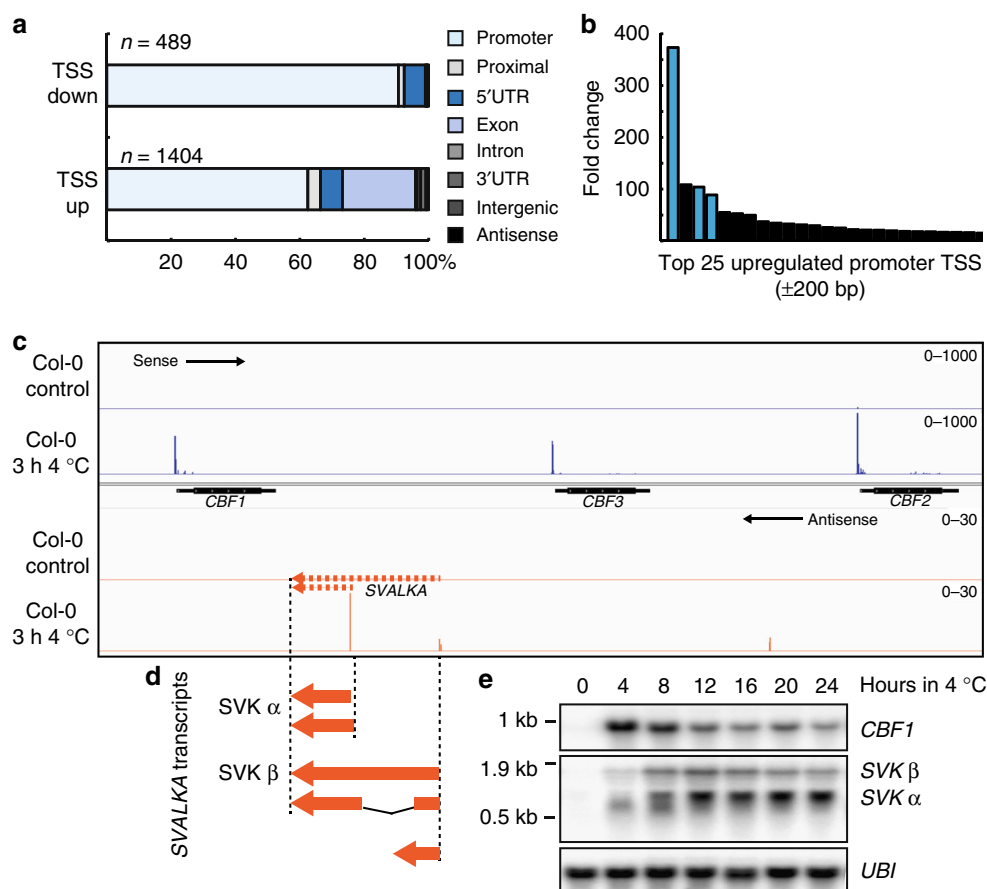 a
n = 489
TSS
down
n = 1404
TSS
up
20 40 60 80 100%
Promoter
Proximal
5′UTR
Exon
Intron
3′UTR
Intergenic
Antisense
b
400
300
200
100
Fold change
Top 25 upregulated promoter TSS
(±200 bp)
c
Col-0
control
Sense
0–1000
Col-0
3 h 4 °C
0–1000
CBF1 CBF3 CBF2
Col-0
control
Antisense
0–30
SVALKA
Col-0
3 h 4 °C
0–30
d
SVALKA transcripts
SVK α
SVK β
e
0 4 8 12 16 20 24 Hours in 4 °C
1 kb
CBF1
1.9 kb
SVK β
SVK α
0.5 kb
UBI